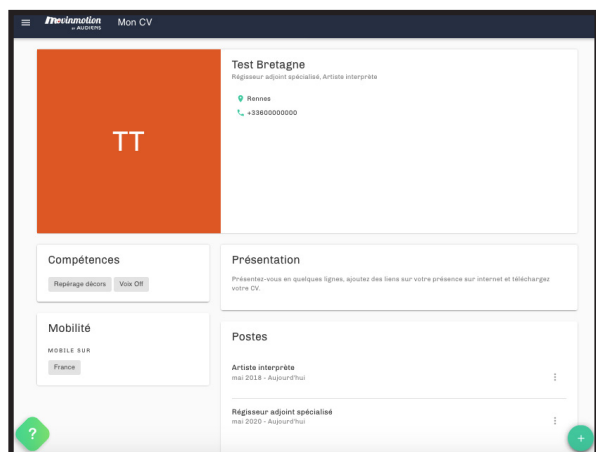 Movinmotion
by AUDIENS
Mon CV
TT
Test Bretagne
Régisseur adjoint spécialisé, Artiste interprète
Rennes
+33600000000
Compétences
Repérage décors
Voix Off
Présentation
Présentez-vous en quelques lignes, ajoutez des liens sur votre présence sur internet et téléchargez
votre CV.
Mobilité
MOBILE SUR
France
Postes
Artiste interprète
mai 2018 - Aujourd'hui
Régisseur adjoint spécialisé
mai 2020 - Aujourd'hui
?
+